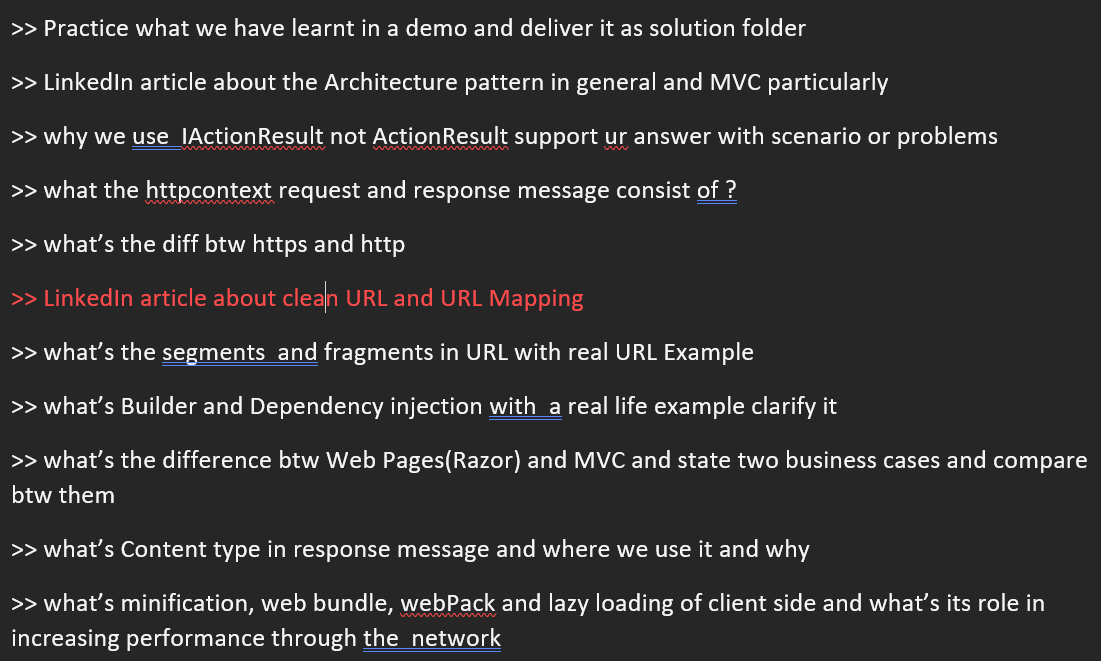 >> Practice what we have learnt in a demo and deliver it as solution folder
>> LinkedIn article about the Architecture pattern in general and MVC particularly
>> why we use  IActionResult not ActionResult support ur answer with scenario or problems
>> what the httpcontext request and response message consist of ?
>> what’s the diff btw https and http
>> LinkedIn article about clean URL and URL Mapping
>> what’s the segments  and fragments in URL with real URL Example
>> what’s Builder and Dependency injection with  a real life example clarify it
>> what’s the difference btw Web Pages(Razor) and MVC and state two business cases and compare
btw them
>> what’s Content type in response message and where we use it and why
>> what’s minification, web bundle, webPack and lazy loading of client side and what’s its role in
increasing performance through the  network